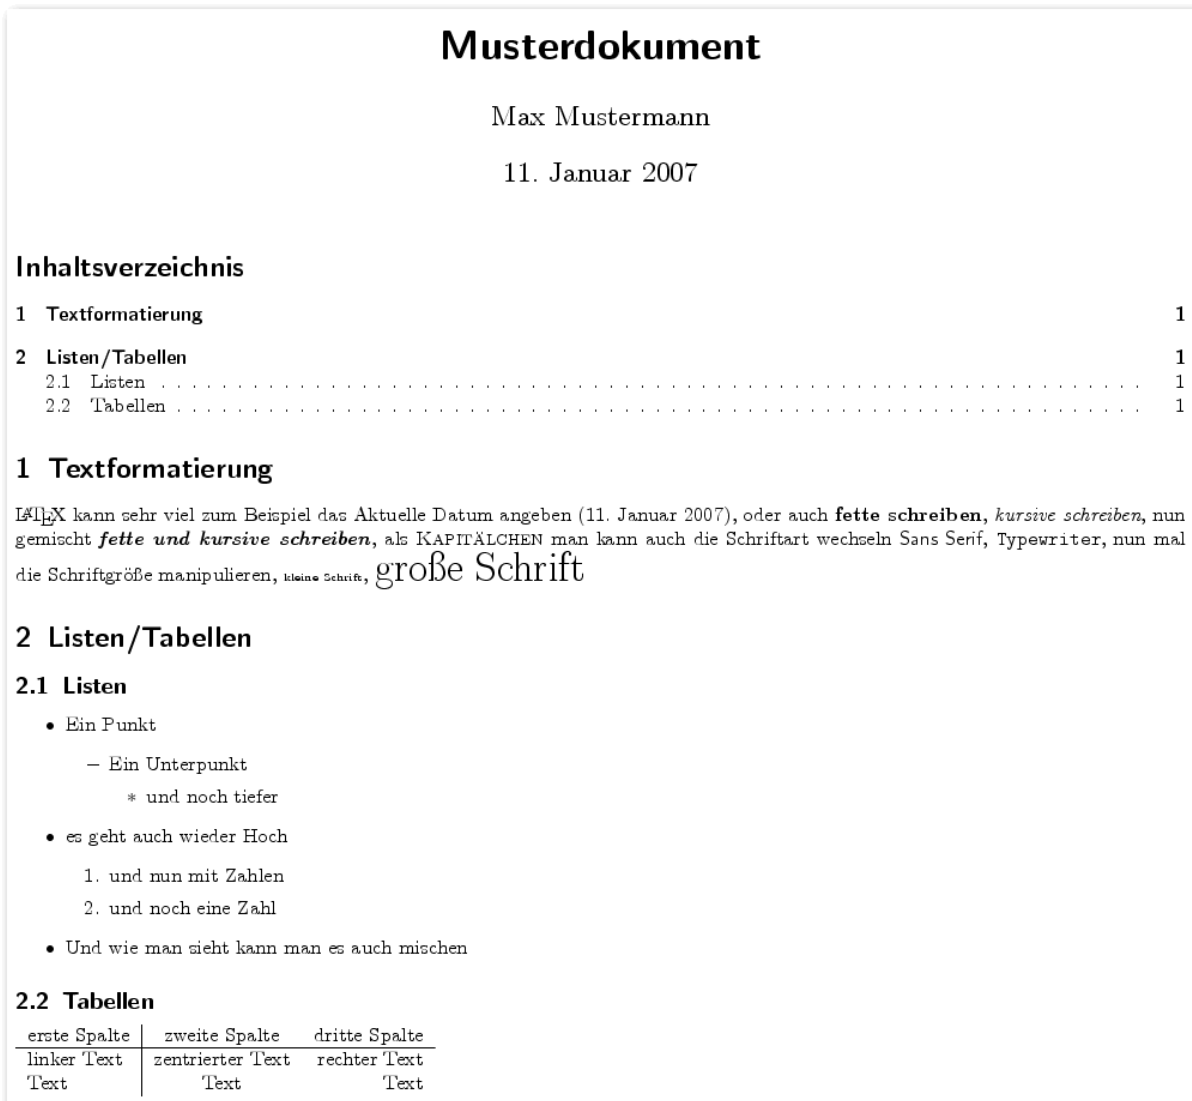 Musterdokument
Max Mustermann
11. Januar 2007
Inhaltsverzeichnis
1 Textformatierung 1
2 Listen/Tabellen 1
2.1 Listen . . . . . . . . . . . . . . . . . . . . . . . . . . . . . . . . . . . . . . . . . . . . . . . . . . 1
2.2 Tabellen . . . . . . . . . . . . . . . . . . . . . . . . . . . . . . . . . . . . . . . . . . . . . . . . . 1
1 Textformatierung
LATEX kann sehr viel zum Beispiel das Aktuelle Datum angeben (11. Januar 2007), oder auch fette schreiben, kursive schreiben, nun
gemischt fette und kursive schreiben, als KAPITÄLCHEN man kann auch die Schriftart wechseln Sans Serif, Typewriter, nun mal
die Schriftgröße manipulieren, kleine Schrift, große Schrift
2 Listen/Tabellen
2.1 Listen
• Ein Punkt
– Ein Unterpunkt
* und noch tiefer
• es geht auch wieder Hoch
1. und nun mit Zahlen
2. und noch eine Zahl
• Und wie man sieht kann man es auch mischen
2.2 Tabellen
erste Spalte zweite Spalte dritte Spalte
linker Text zentrierter Text rechter Text
Text Text Text